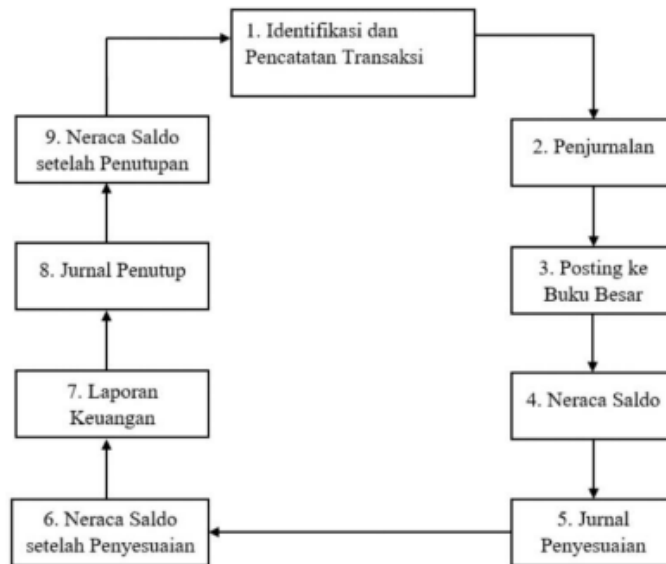 1. Identifikasi dan
Pencatatan Transaksi
2. Penjurnalan
3. Posting ke
Buku Besar
4. Neraca Saldo
5. Jurnal
Penyesuaian
6. Neraca Saldo
setelah Penyesuaian
7. Laporan
Keuangan
8. Jurnal Penutup
9. Neraca Saldo
setelah Penutupan